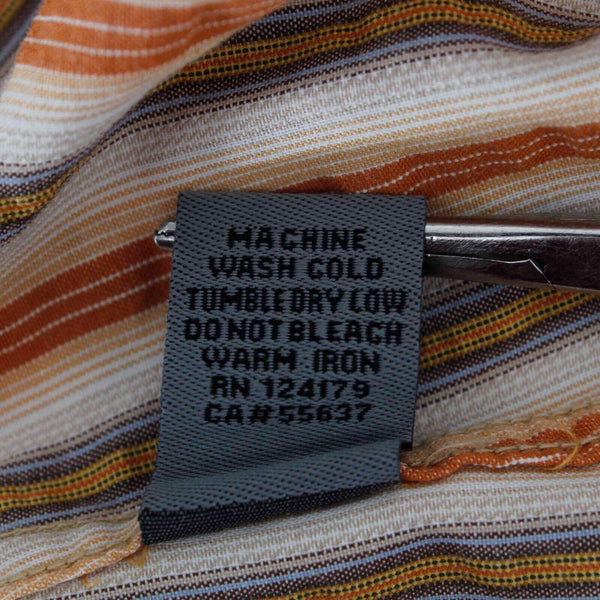 MACHINE
WASH COLD
TUMBLE DRY LOW
DO NOT BLEACH
WARM IRON
RN 124179
CA# 55637